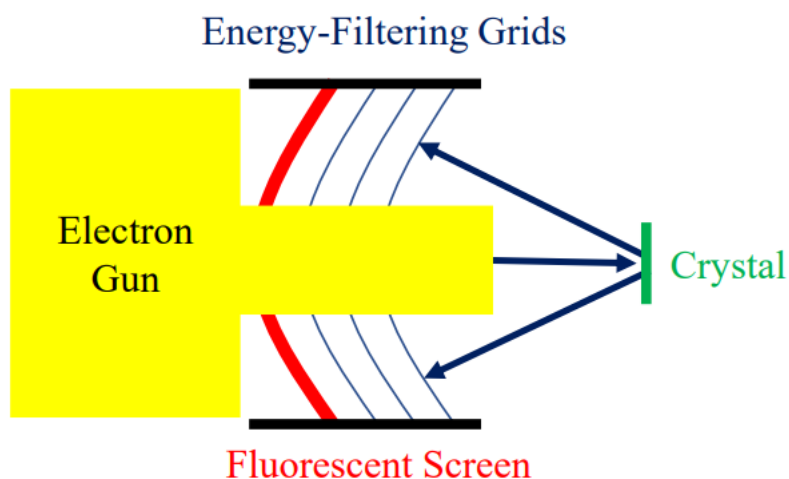 Energy-Filtering Grids
Electron
Gun
Crystal
Fluorescent Screen